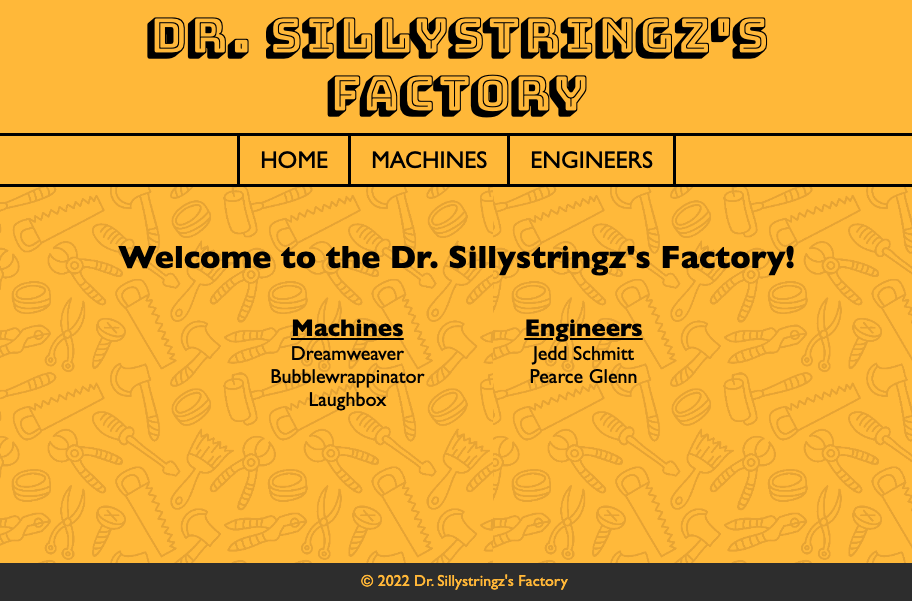 DR. SILLYSTRINGZ'S
FACTORY
HOME MACHINES ENGINEERS
Welcome to the Dr. Sillystringz's Factory!
Machines
Dreamweaver
Bubblewrappinator
Laughbox
Engineers
Jedd Schmitt
Pearce Glenn
© 2022 Dr. Sillystringz's Factory